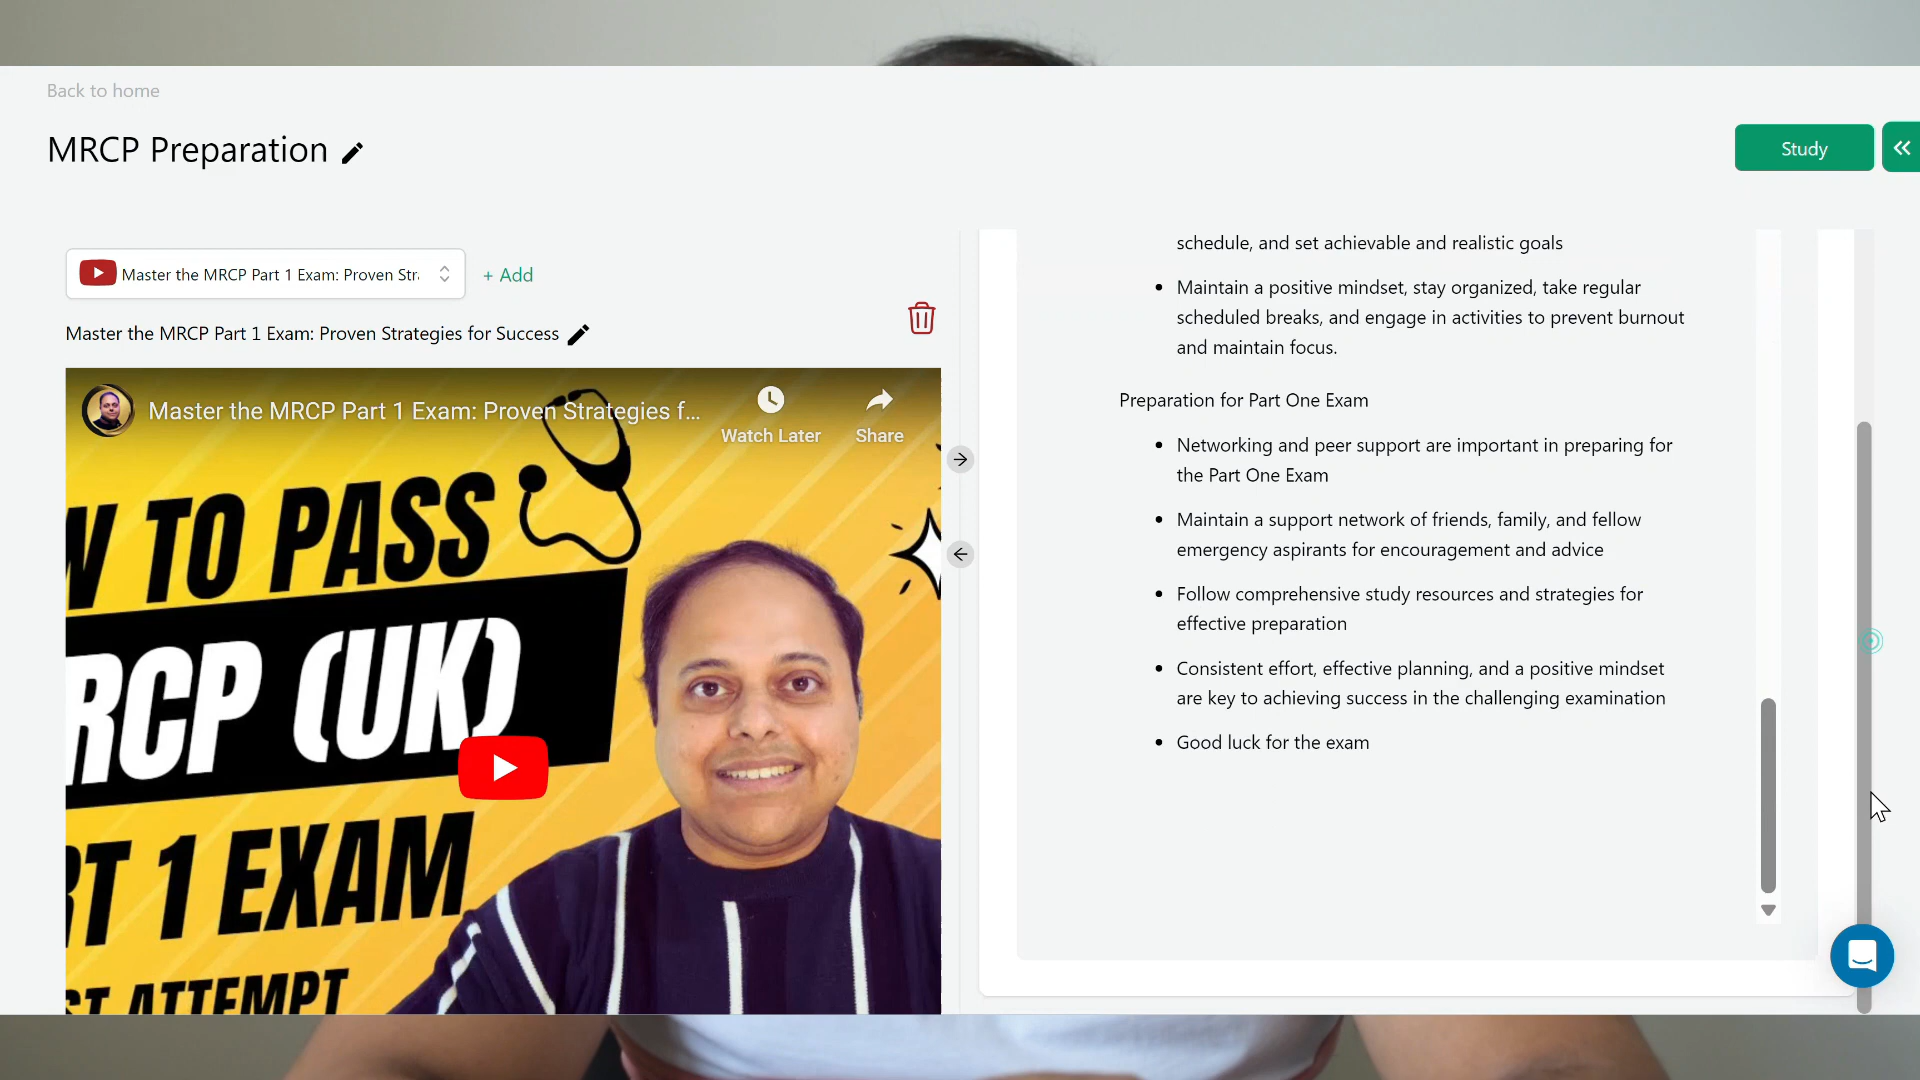 Back to home
MRCP Preparation
Study
Master the MRCP Part 1 Exam: Proven Str
+ Add
Master the MRCP Part 1 Exam: Proven Strategies for Success
Master the MRCP Part 1 Exam: Proven Strategies f...
Watch Later
Share
W TO PASS
RCP (UK)
RT 1 EXAM
ST ATTEMPT
schedule, and set achievable and realistic goals
• Maintain a positive mindset, stay organized, take regular
scheduled breaks, and engage in activities to prevent burnout
and maintain focus.
Preparation for Part One Exam
• Networking and peer support are important in preparing for
the Part One Exam
• Maintain a support network of friends, family, and fellow
emergency aspirants for encouragement and advice
• Follow comprehensive study resources and strategies for
effective preparation
• Consistent effort, effective planning, and a positive mindset
are key to achieving success in the challenging examination
• Good luck for the exam